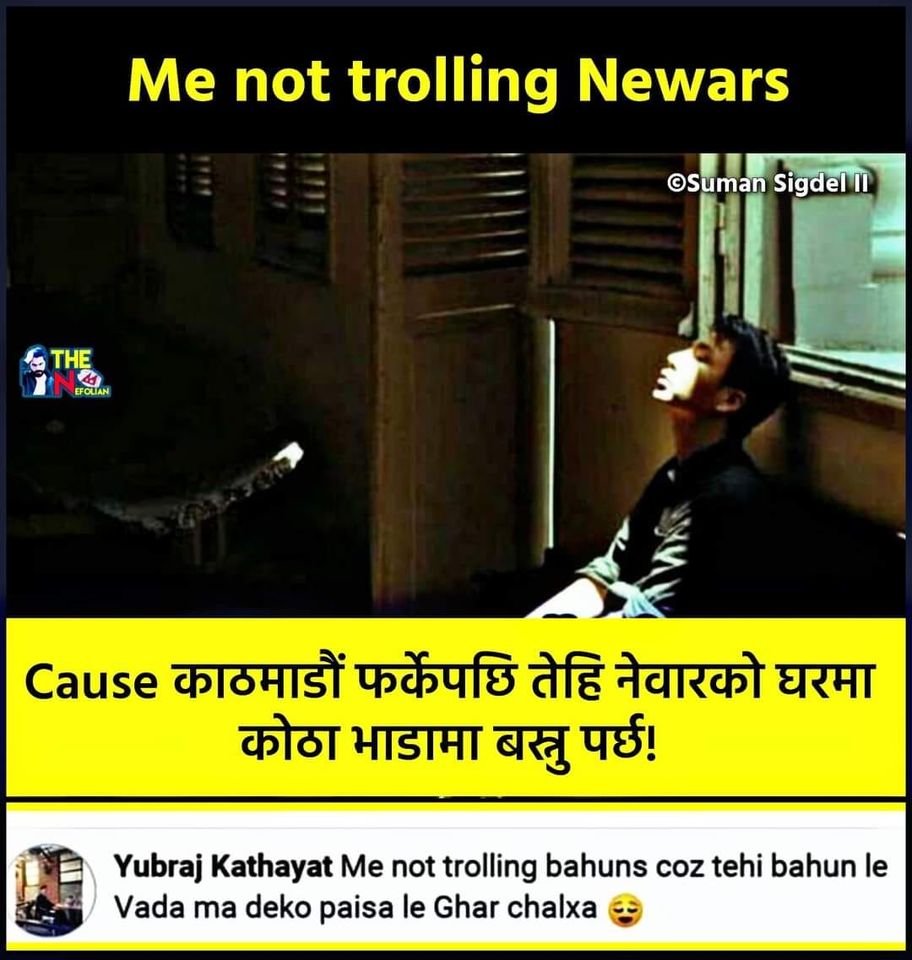 Me not trolling Newars
©Suman Sigdel II
THE
NEFOLIAN
Cause काठमाडौं फर्केपछि तेहि नेवारको घरमा
कोठा भाडामा बस्नु पर्छ!
Yubraj Kathayat Me not trolling bahuns coz tehi bahun le
Vada ma deko paisa le Ghar chalxa 😌